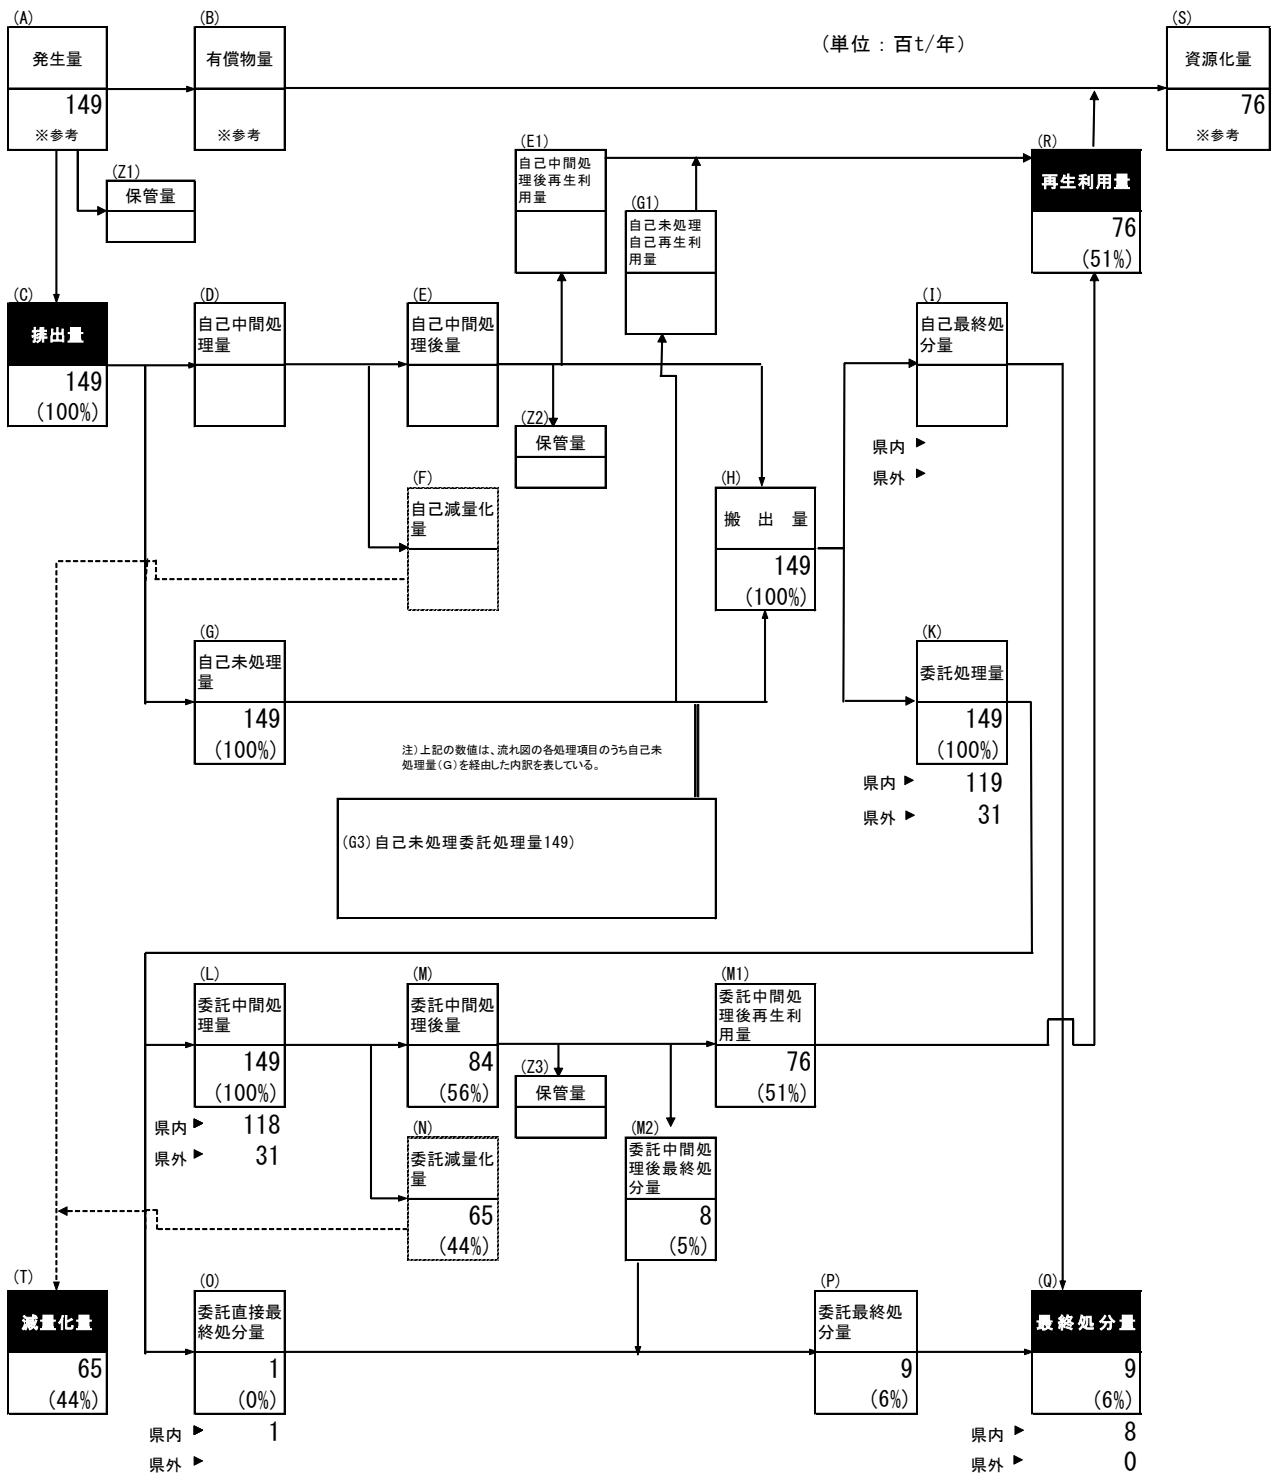 (A)
発生量
149
※参考
(B)
有償物量
※参考
(単位：百t/年)
(S)
資源化量
76
※参考
(Z1)
保管量
(E1)
自己中間処
理後再生利
用量
(G1)
自己未処理
自己再生利
用量
(R)
再生利用量
76
(51%)
(C)
排出量
149
(100%)
(D)
自己中間処
理量
(E)
自己中間処
理後量
(Z2)
保管量
(F)
自己減量化
量
(I)
自己最終処
分量
県内
県外
(H)
搬 出 量
149
(100%)
(G)
自己未処理
量
149
(100%)
(K)
委託処理量
149
(100%)
県内 119
県外 31
注)上記の数値は、流れ図の各処理項目のうち自己未
処理量(G)を経由した内訳を表している。
(G3)自己未処理委託処理量149)
(L)
委託中間処
理量
149
(100%)
県内 118
県外 31
(M)
委託中間処
理後量
84
(56%)
(Z3)
保管量
(M1)
委託中間処
理後再生利
用量
76
(51%)
(N)
委託減量化
量
65
(44%)
(M2)
委託中間処
理後最終処
分量
8
(5%)
(T)
減量化量
65
(44%)
(O)
委託直接最
終処分量
1
(0%)
県内 1
県外
(P)
委託最終処
分量
9
(6%)
(Q)
最終処分量
9
(6%)
県内 8
県外 0